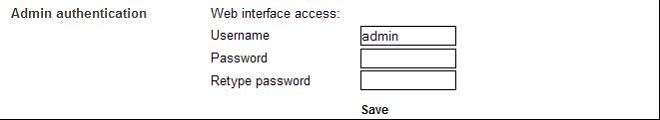 Admin authentication Web interface access:
Username admin
Password
Retype password
Save